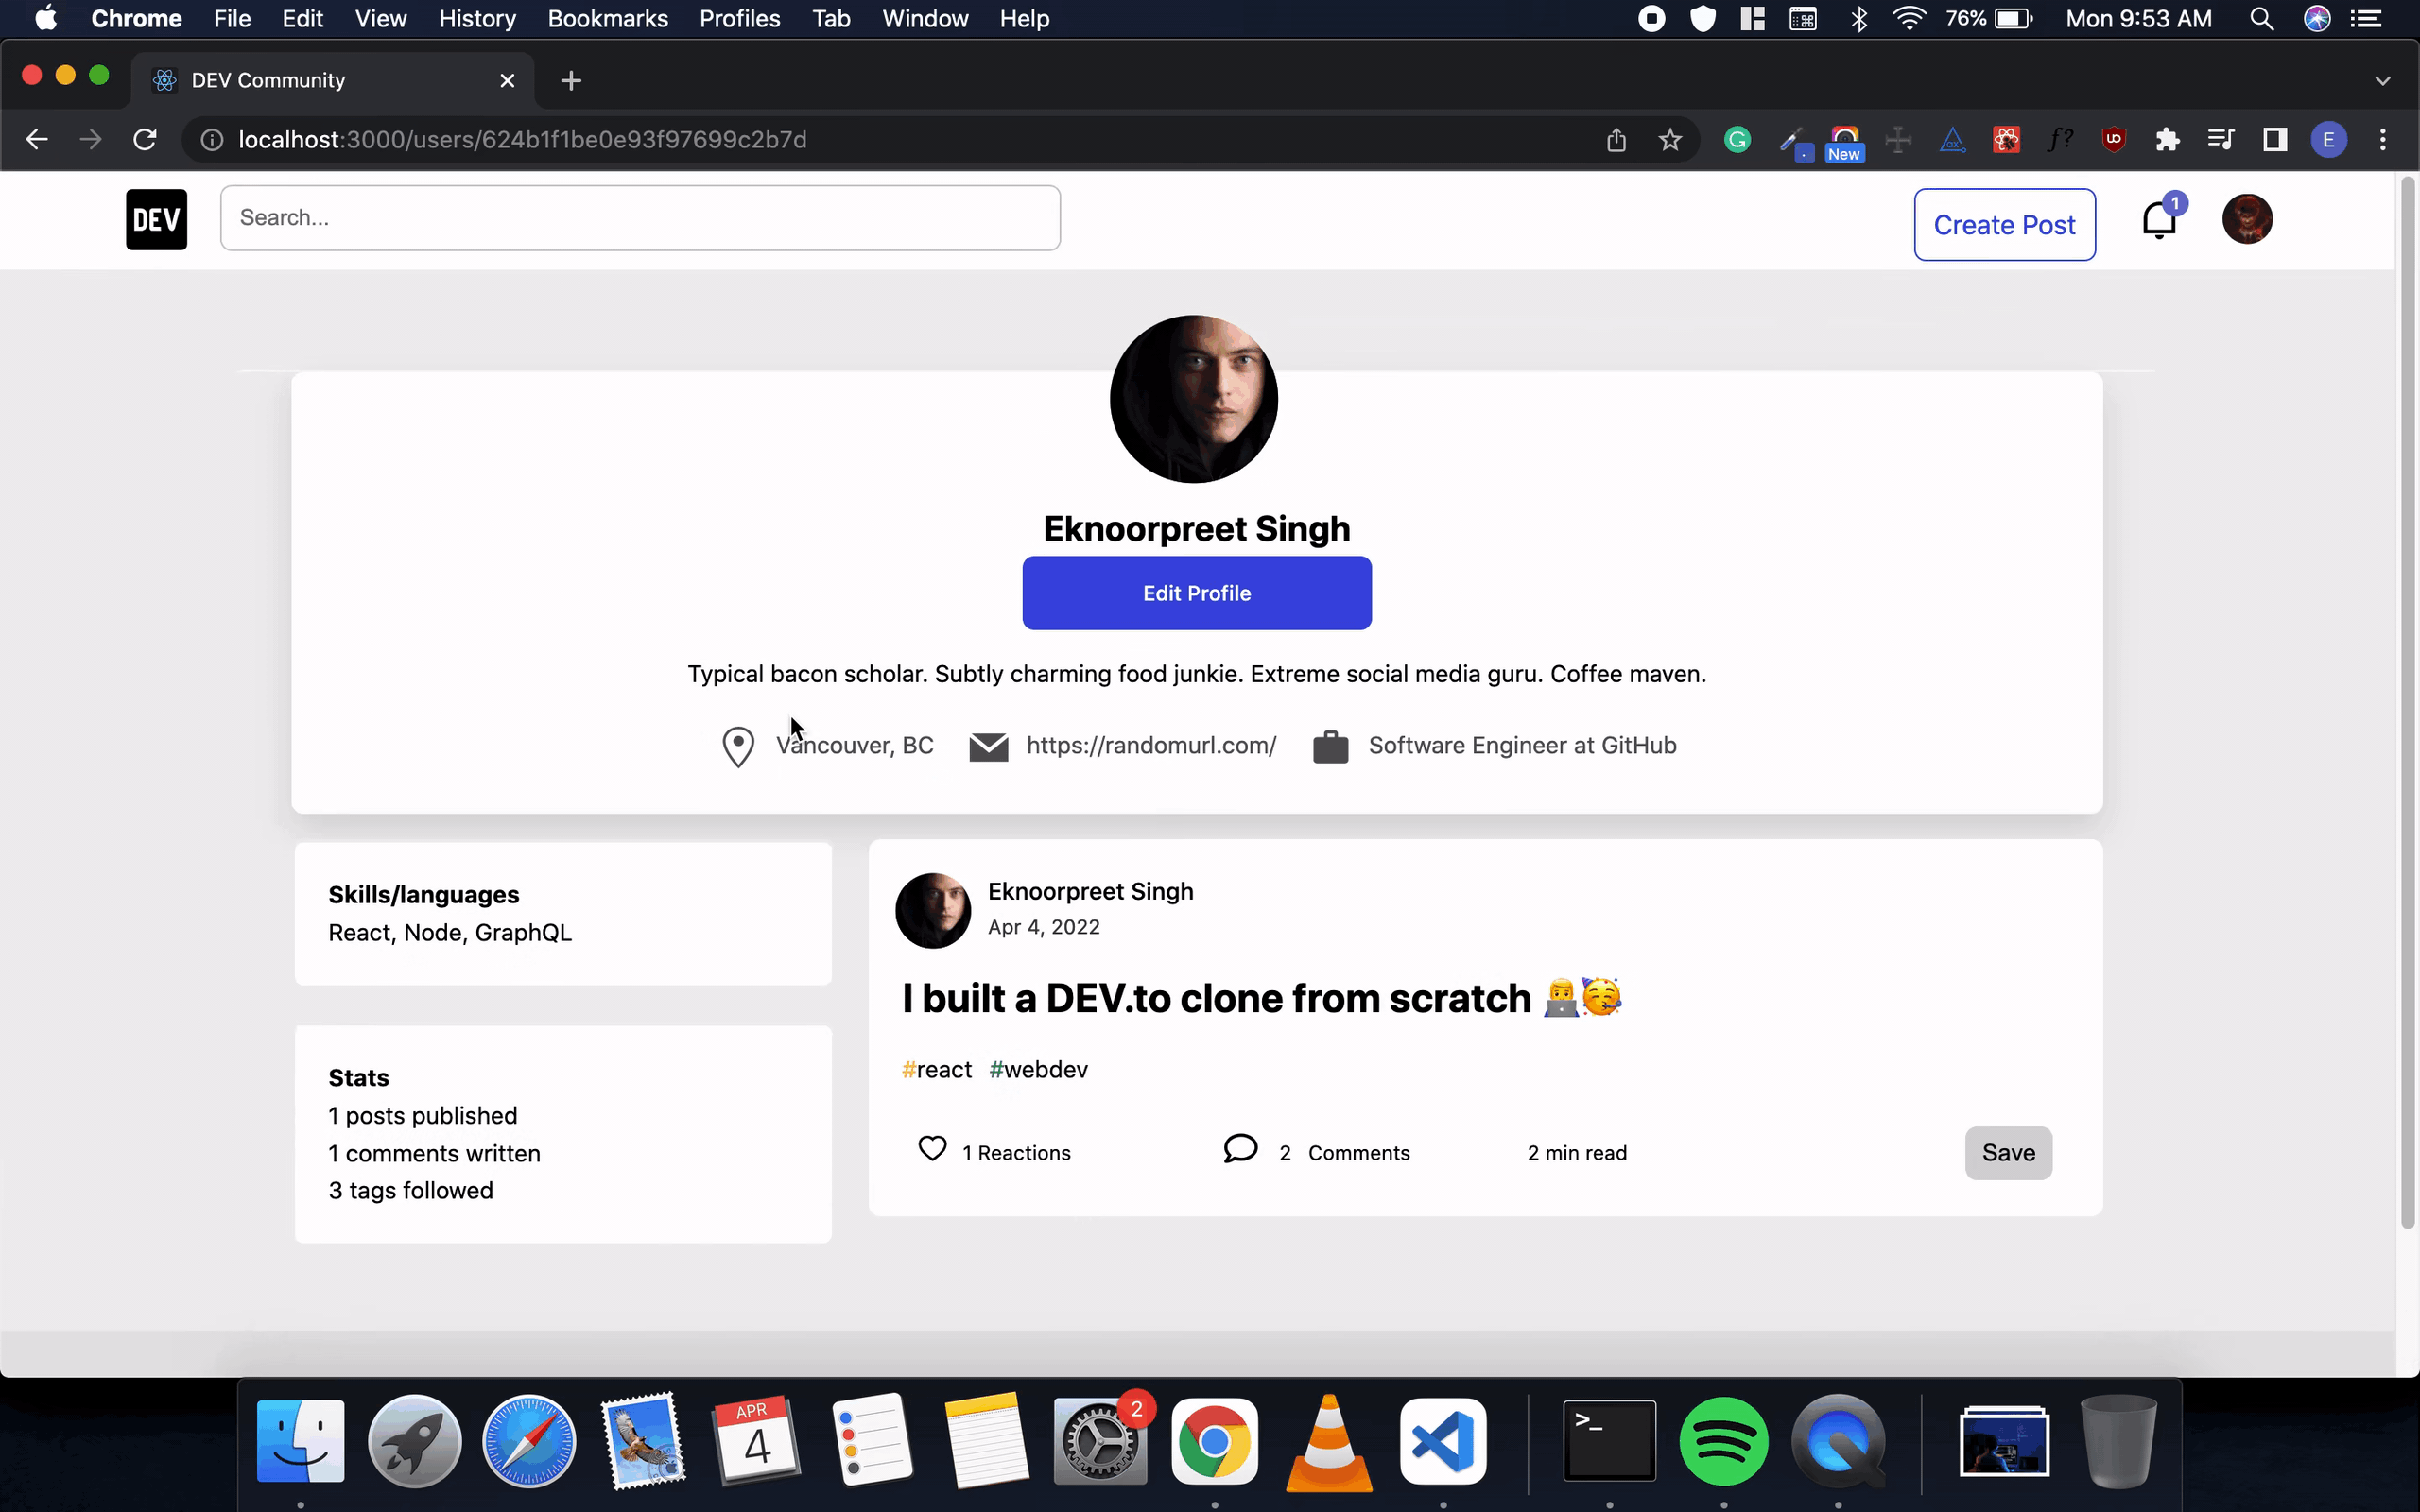 Chrome File Edit View History Bookmarks Profiles Tab Window Help 76% Mon 9:53 AM
DEV Community
localhost:3000/users/624b1f1be0e93f97699c2b7d
New
E
DEV
Search...
Create Post
1
Eknoorpreet Singh
Edit Profile
Typical bacon scholar. Subtly charming food junkie. Extreme social media guru. Coffee maven.
Vancouver, BC https://randomurl.com/ Software Engineer at GitHub
Skills/languages
React, Node, GraphQL
Stats
1 posts published
1 comments written
3 tags followed
Eknoorpreet Singh
Apr 4, 2022
I built a DEV.to clone from scratch 👨‍💻🥳
#react #webdev
1 Reactions 2 Comments 2 min read Save
APR
4
2
>_